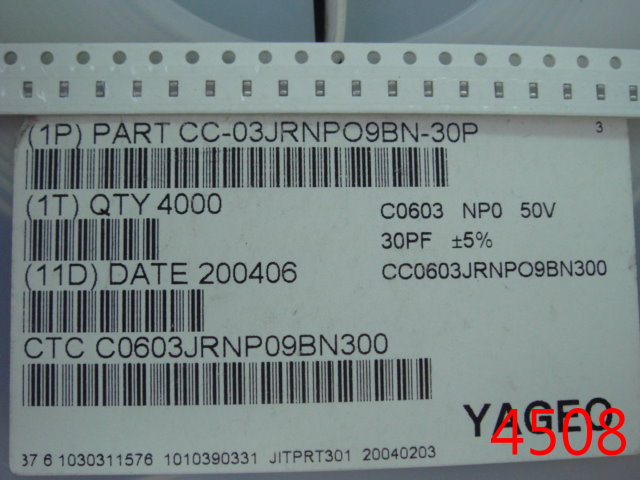 (1P) PART CC-03JRNPO9BN-30P
3
(1T) QTY 4000
C0603 NP0 50V
30PF ±5%
(11D) DATE 200406
CC0603JRNPO9BN300
CTC C0603JRNP09BN300
YAGEO
4508
37 6 1030311576 1010390331 JITPRT301 20040203